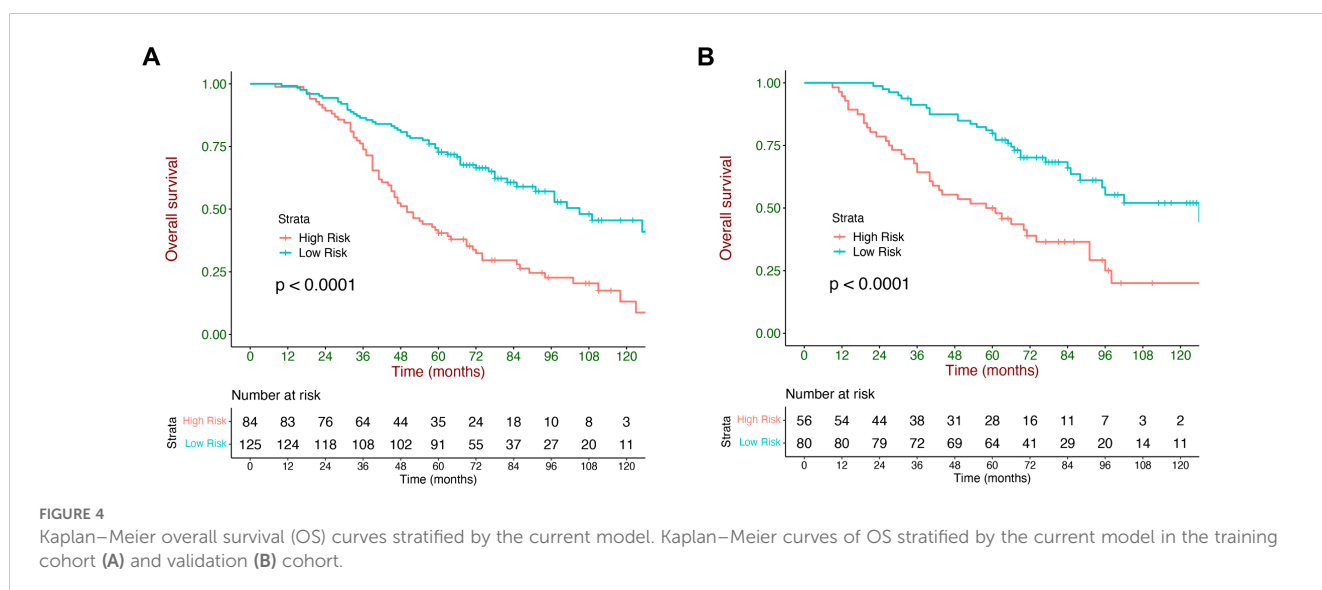 A
1.00
0.75
0.50
0.25
0.00
Overall survival
Strata
High Risk
Low Risk
p < 0.0001
0 12 24 36 48 60 72 84 96 108 120
Time (months)
Number at risk
Strata
High Risk 84 83 76 64 44 35 24 18 10 8 3
Low Risk 125 124 118 108 102 91 55 37 27 20 11
0 12 24 36 48 60 72 84 96 108 120
Time (months)
B
1.00
0.75
0.50
0.25
0.00
Overall survival
Strata
High Risk
Low Risk
p < 0.0001
0 12 24 36 48 60 72 84 96 108 120
Time (months)
Number at risk
Strata
High Risk 56 54 44 38 31 28 16 11 7 3 2
Low Risk 80 80 79 72 69 64 41 29 20 14 11
0 12 24 36 48 60 72 84 96 108 120
Time (months)
FIGURE 4
Kaplan–Meier overall survival (OS) curves stratified by the current model. Kaplan–Meier curves of OS stratified by the current model in the training
cohort (A) and validation (B) cohort.